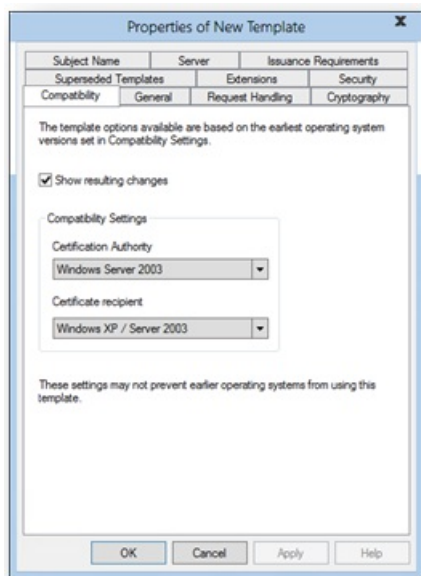 Properties of New Template
x
Subject Name
Server
Issuance Requirements
Superseded Templates
Extensions
Security
Compatibility
General
Request Handling
Cryptography
The template options available are based on the earliest operating system
versions set in Compatibility Settings.
Show resulting changes
Compatibility Settings
Certification Authority
Windows Server 2003
Certificate recipient
Windows XP / Server 2003
These settings may not prevent earlier operating systems from using this
template.
OK
Cancel
Apply
Help